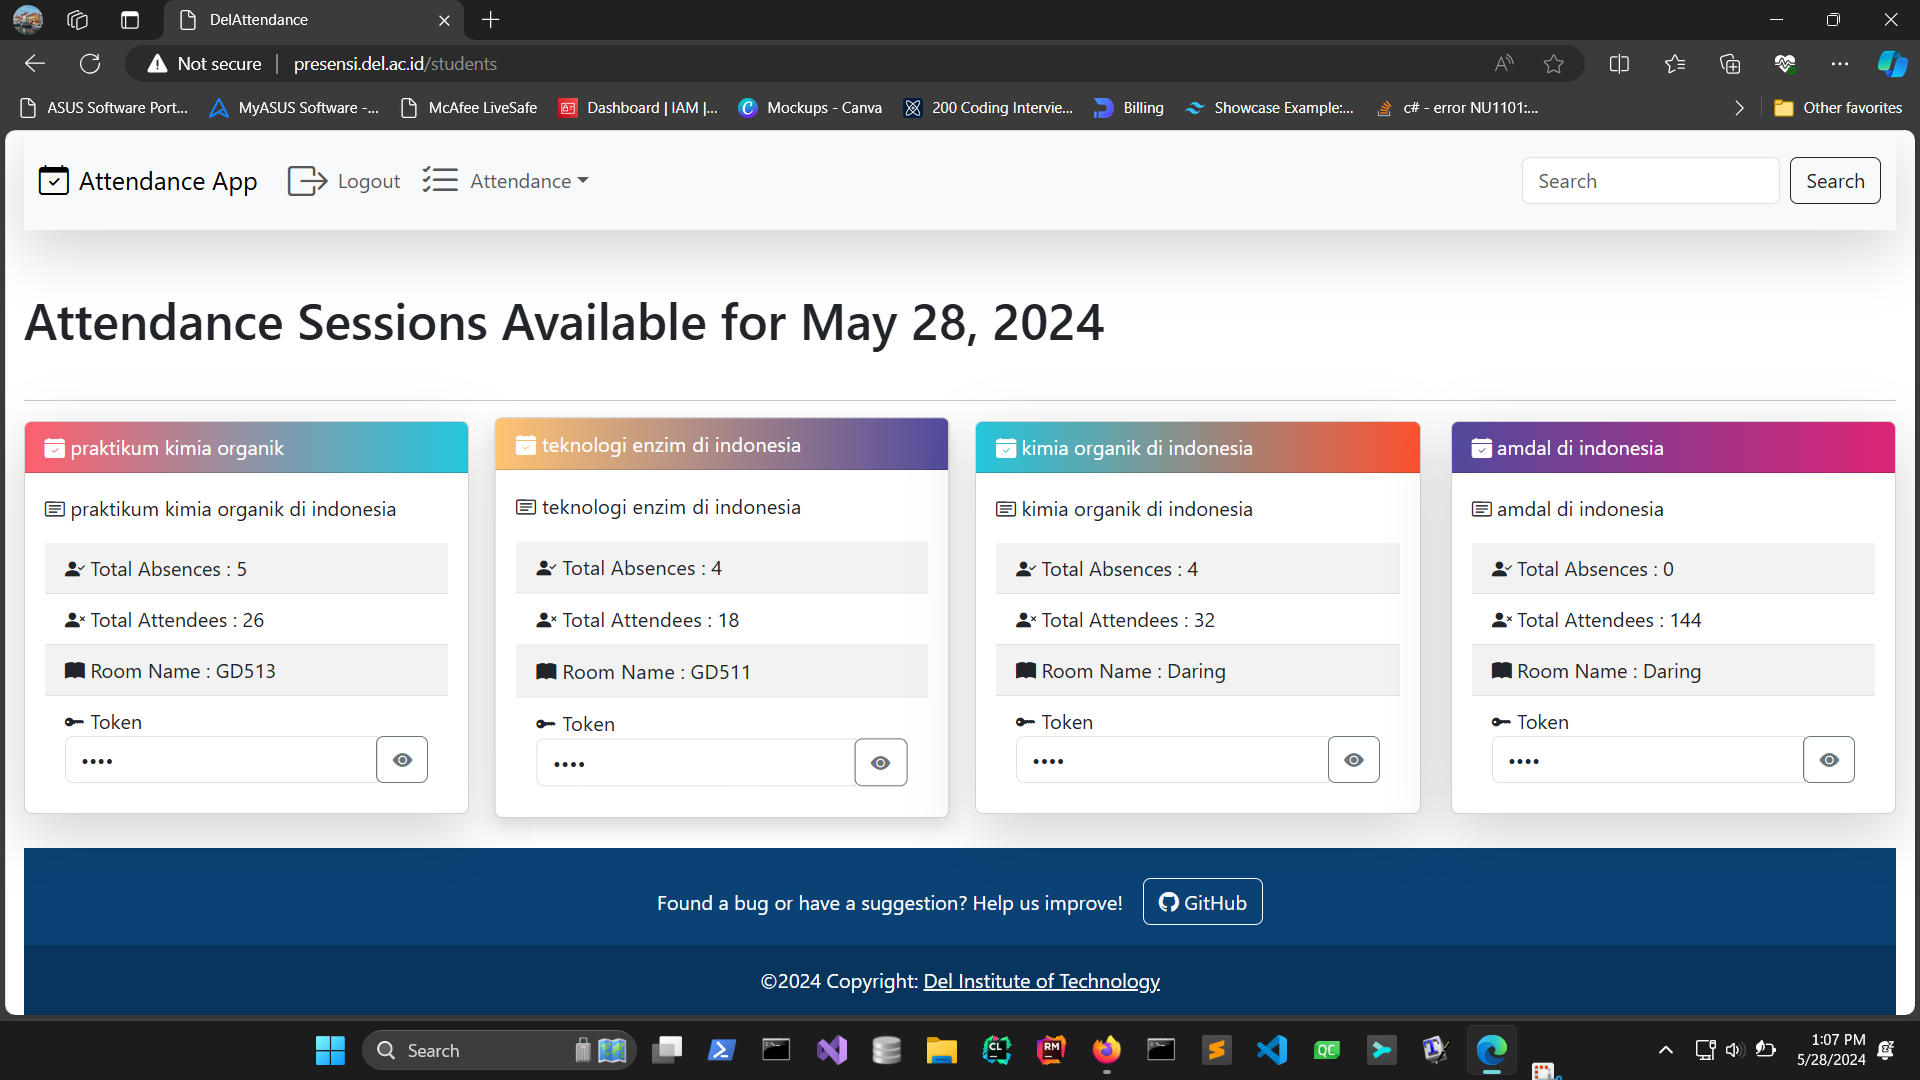 DelAttendance
Not secure
presensi.del.ac.id/students
ASUS Software Port...
MyASUS Software -...
McAfee LiveSafe
Dashboard | IAM |...
Mockups - Canva
200 Coding Intervie...
Billing
Showcase Example:...
c# - error NU1101:...
Other favorites
Attendance App
Logout
Attendance
Search
Search
Attendance Sessions Available for May 28, 2024
praktikum kimia organik
praktikum kimia organik di indonesia
Total Absences : 5
Total Attendees : 26
Room Name : GD513
Token
••••
teknologi enzim di indonesia
teknologi enzim di indonesia
Total Absences : 4
Total Attendees : 18
Room Name : GD511
Token
••••
kimia organik di indonesia
kimia organik di indonesia
Total Absences : 4
Total Attendees : 32
Room Name : Daring
Token
••••
amdal di indonesia
amdal di indonesia
Total Absences : 0
Total Attendees : 144
Room Name : Daring
Token
••••
Found a bug or have a suggestion? Help us improve!
GitHub
©2024 Copyright: Del Institute of Technology
Search
CL
RM
QC
1:07 PM
5/28/2024